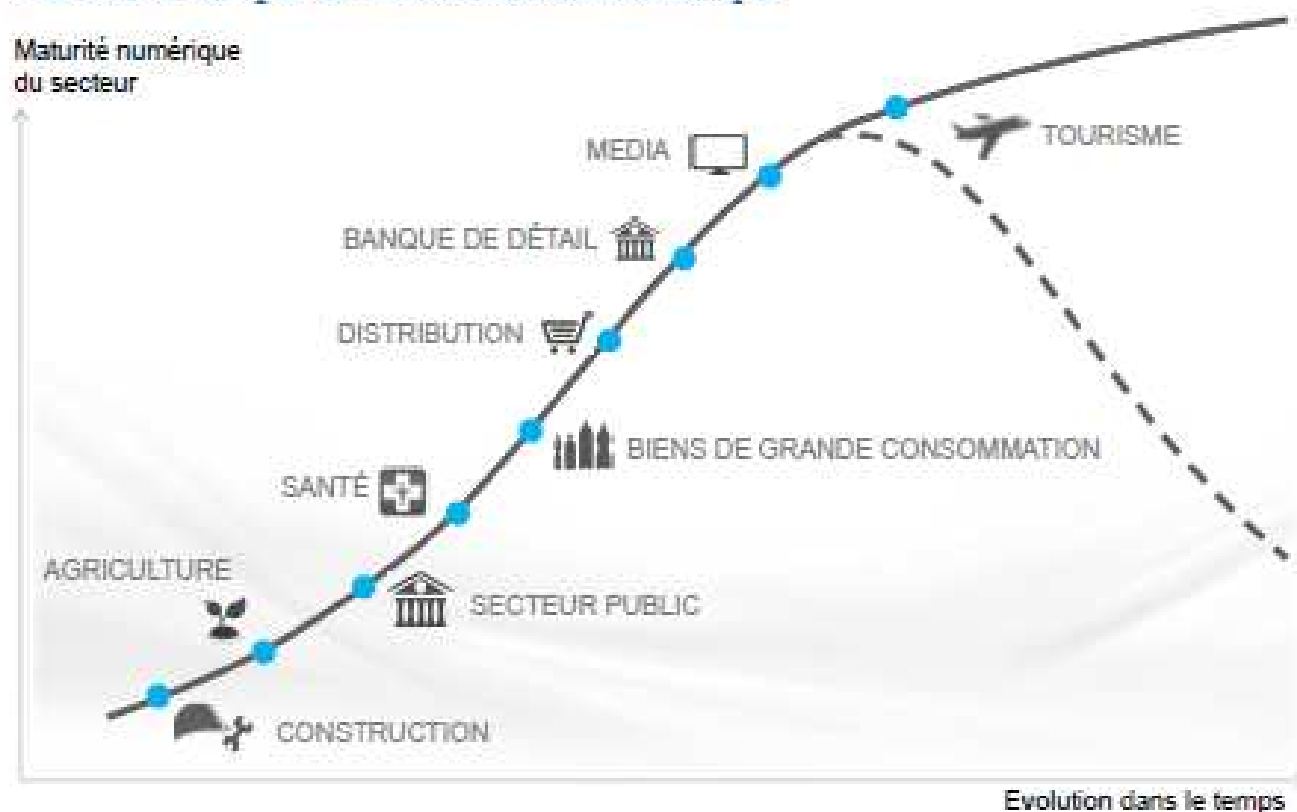 Maturité numérique
du secteur
TOURISME
MEDIA
BANQUE DE DÉTAIL
DISTRIBUTION
BIENS DE GRANDE CONSOMMATION
SANTÉ
AGRICULTURE
SECTEUR PUBLIC
CONSTRUCTION
Evolution dans le temps